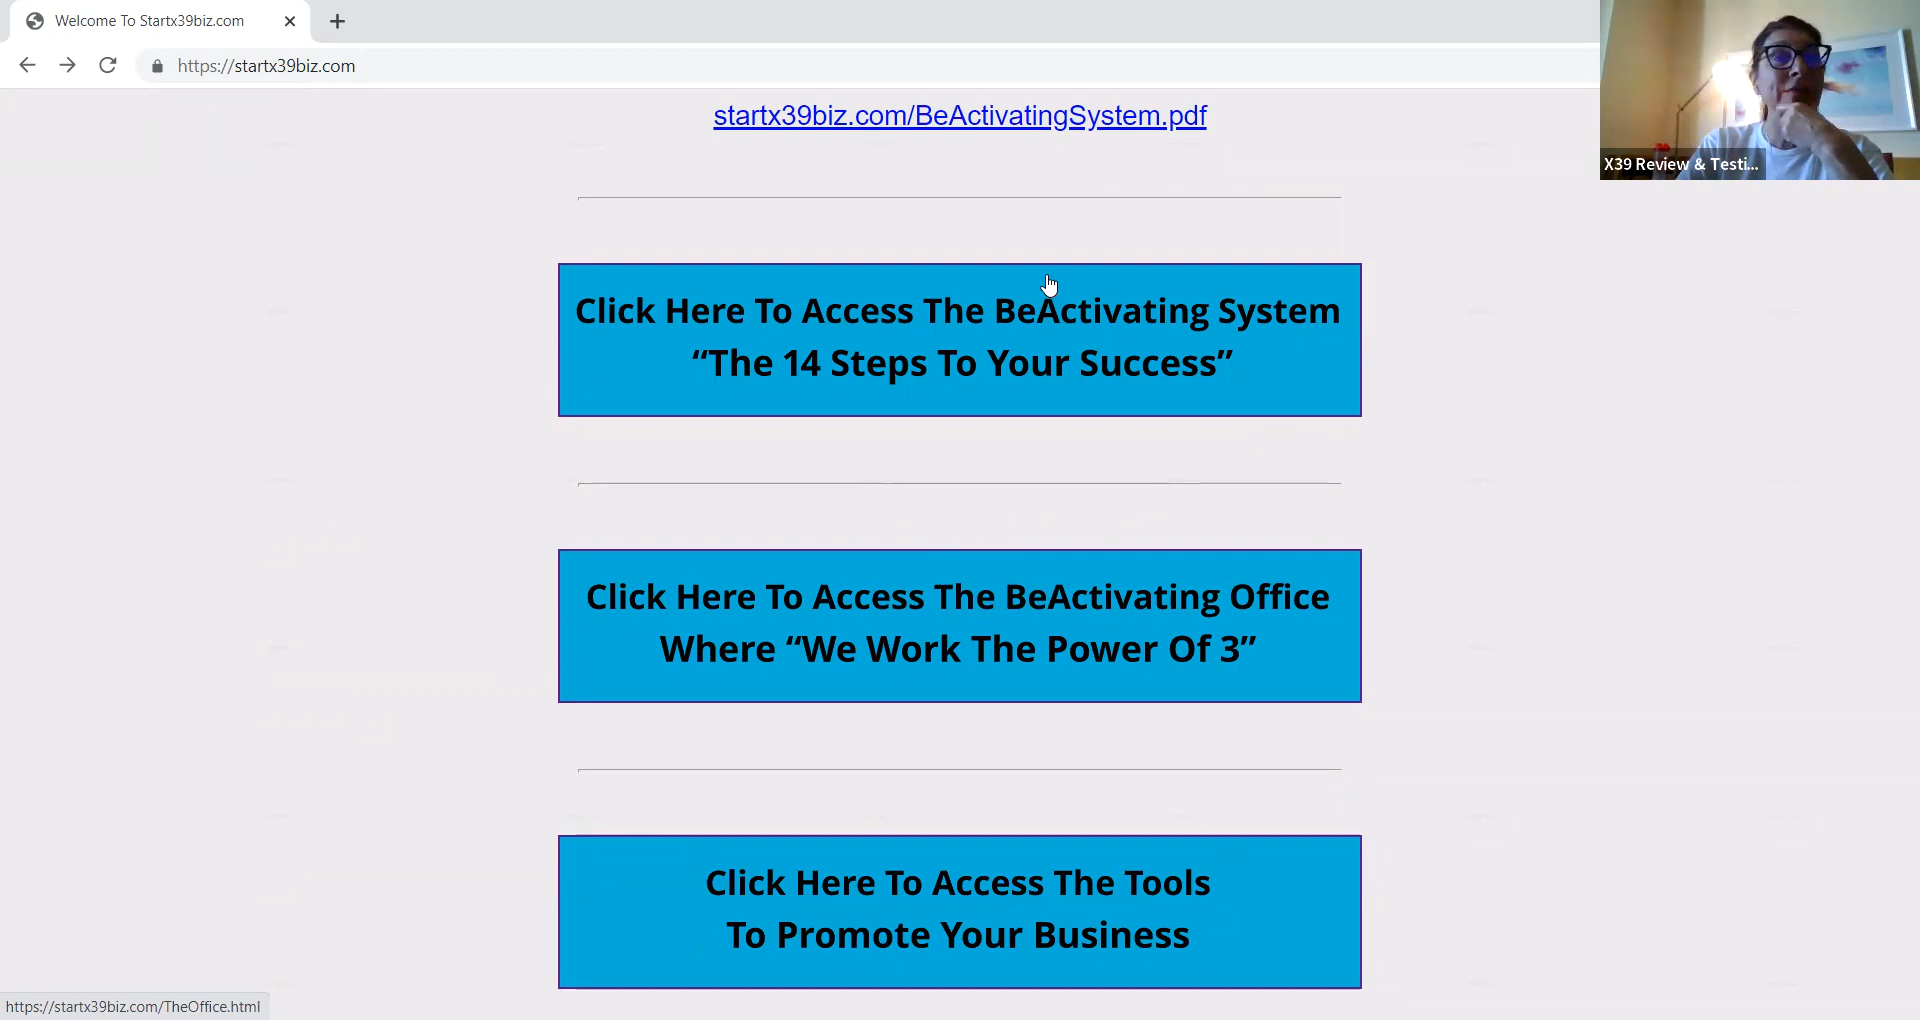 Welcome To Startx39biz.com
https://startx39biz.com
startx39biz.com/BeActivatingSystem.pdf
X39 Review & Testi...
Click Here To Access The BeActivating System
“The 14 Steps To Your Success”
Click Here To Access The BeActivating Office
Where “We Work The Power Of 3”
Click Here To Access The Tools
To Promote Your Business
https://startx39biz.com/TheOffice.html